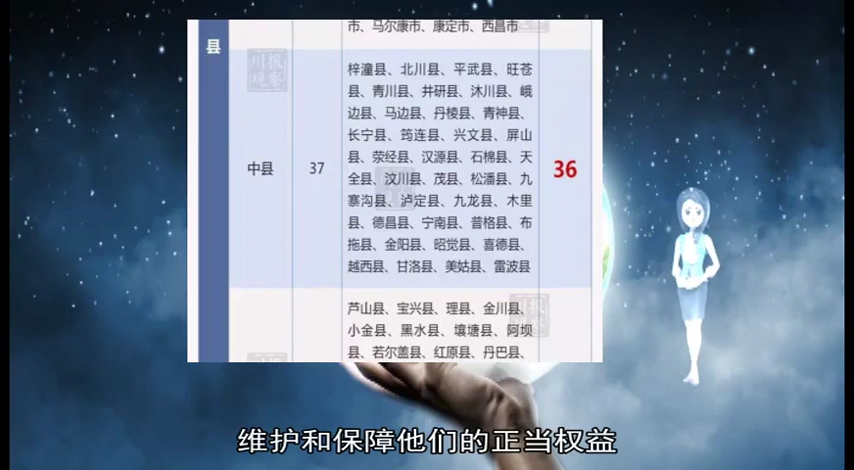 市、马尔康市、康定市、西昌市
县
梓潼县、北川县、平武县、旺苍
县、青川县、井研县、沐川县、峨
边县、马边县、丹棱县、青神县、
长宁县、筠连县、兴文县、屏山
县、荥经县、汉源县、石棉县、天
中县
37
全县、汶川县、茂县、松潘县、九
36
寨沟县、泸定县、九龙县、木里
县、德昌县、宁南县、普格县、布
拖县、金阳县、昭觉县、喜德县、
越西县、甘洛县、美姑县、雷波县
芦山县、宝兴县、理县、金川县、
小金县、黑水县、壤塘县、阿坝
县、若尔盖县、红原县、丹巴县、
川报
观察
维护和保障他们的正当权益